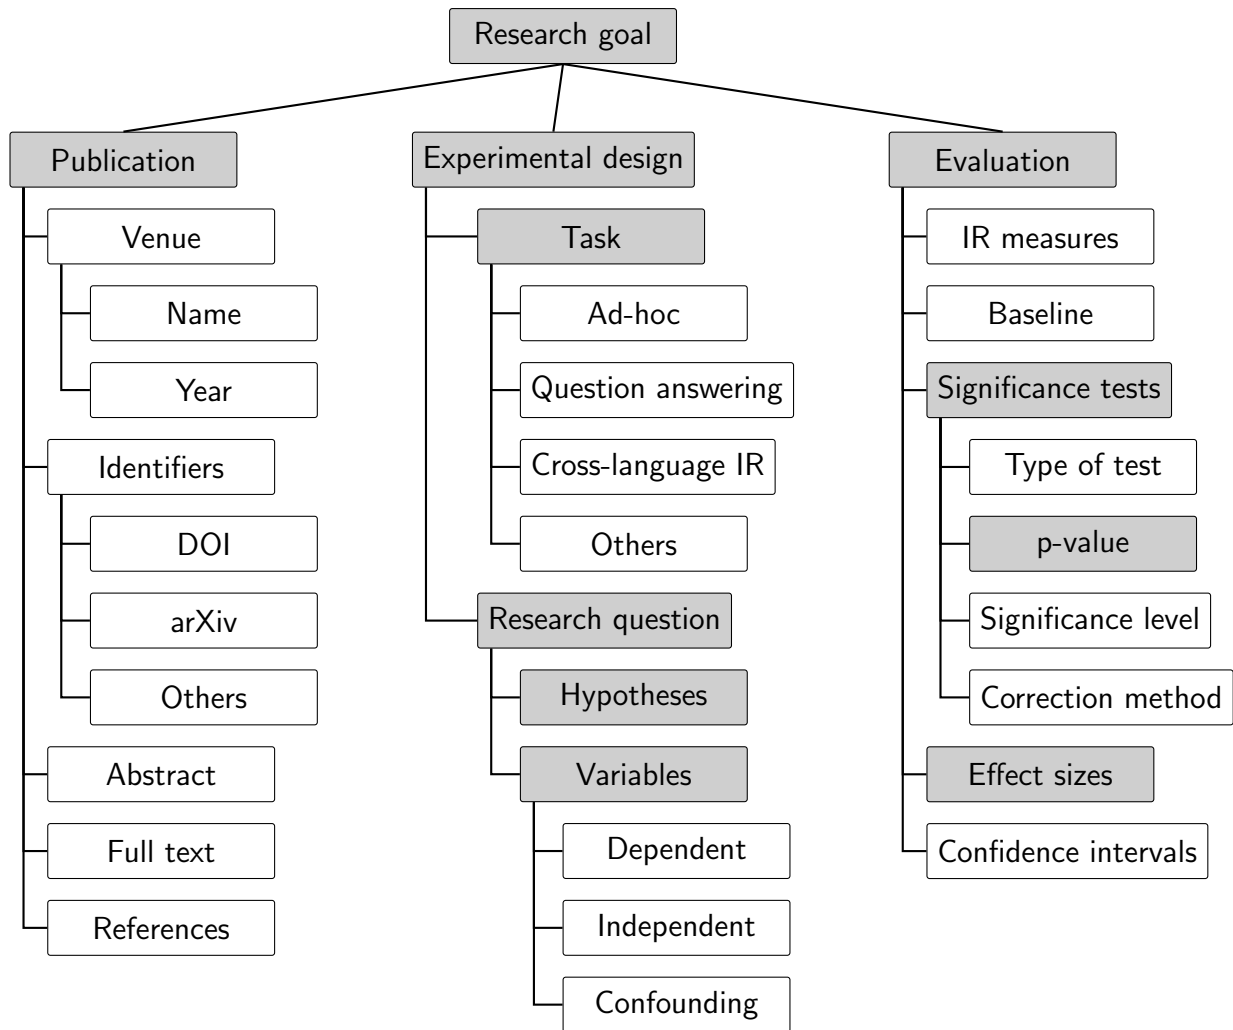 Research goal
Publication
Venue
Name
Year
Identifiers
DOI
arXiv
Others
Abstract
Full text
References
Experimental design
Task
Ad-hoc
Question answering
Cross-language IR
Others
Research question
Hypotheses
Variables
Dependent
Independent
Confounding
Evaluation
IR measures
Baseline
Significance tests
Type of test
p-value
Significance level
Correction method
Effect sizes
Confidence intervals